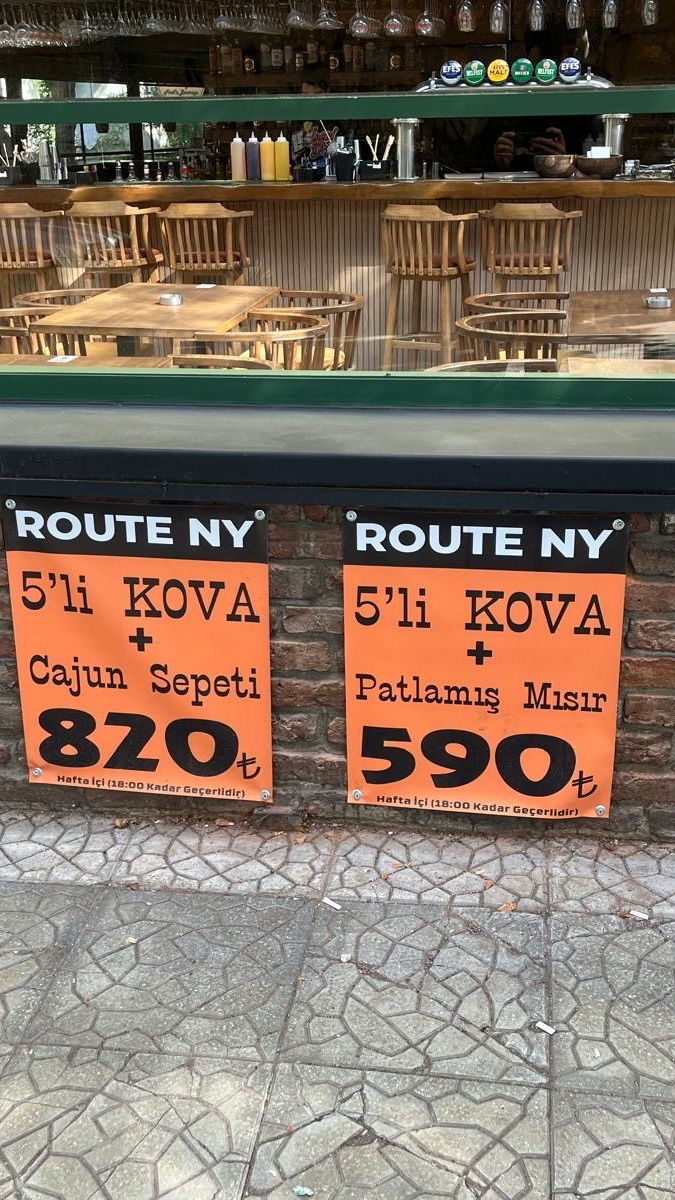 EFES
BELFAST
EFES
MALT
BELFAST
EFES
ROUTE NY
5'li KOVA
+
Cajun Sepeti
820₺
Hafta İçi (18:00 Kadar Geçerlidir)
ROUTE NY
5'li KOVA
+
Patlamış Mısır
590₺
Hafta İçi (18:00 Kadar Geçerlidir)